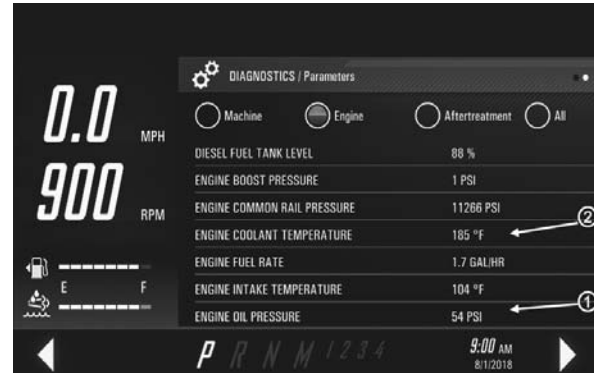 DIAGNOSTICS / Parameters
Machine Engine Aftertreatment All
0.0 MPH
900 RPM
DIESEL FUEL TANK LEVEL 88 %
ENGINE BOOST PRESSURE 1 PSI
ENGINE COMMON RAIL PRESSURE 11266 PSI
ENGINE COOLANT TEMPERATURE 185 °F
2
ENGINE FUEL RATE 1.7 GAL/HR
ENGINE INTAKE TEMPERATURE 104 °F
ENGINE OIL PRESSURE 54 PSI
1
E F
P R N M 1 2 3 4
9:00 AM
8/1/2018